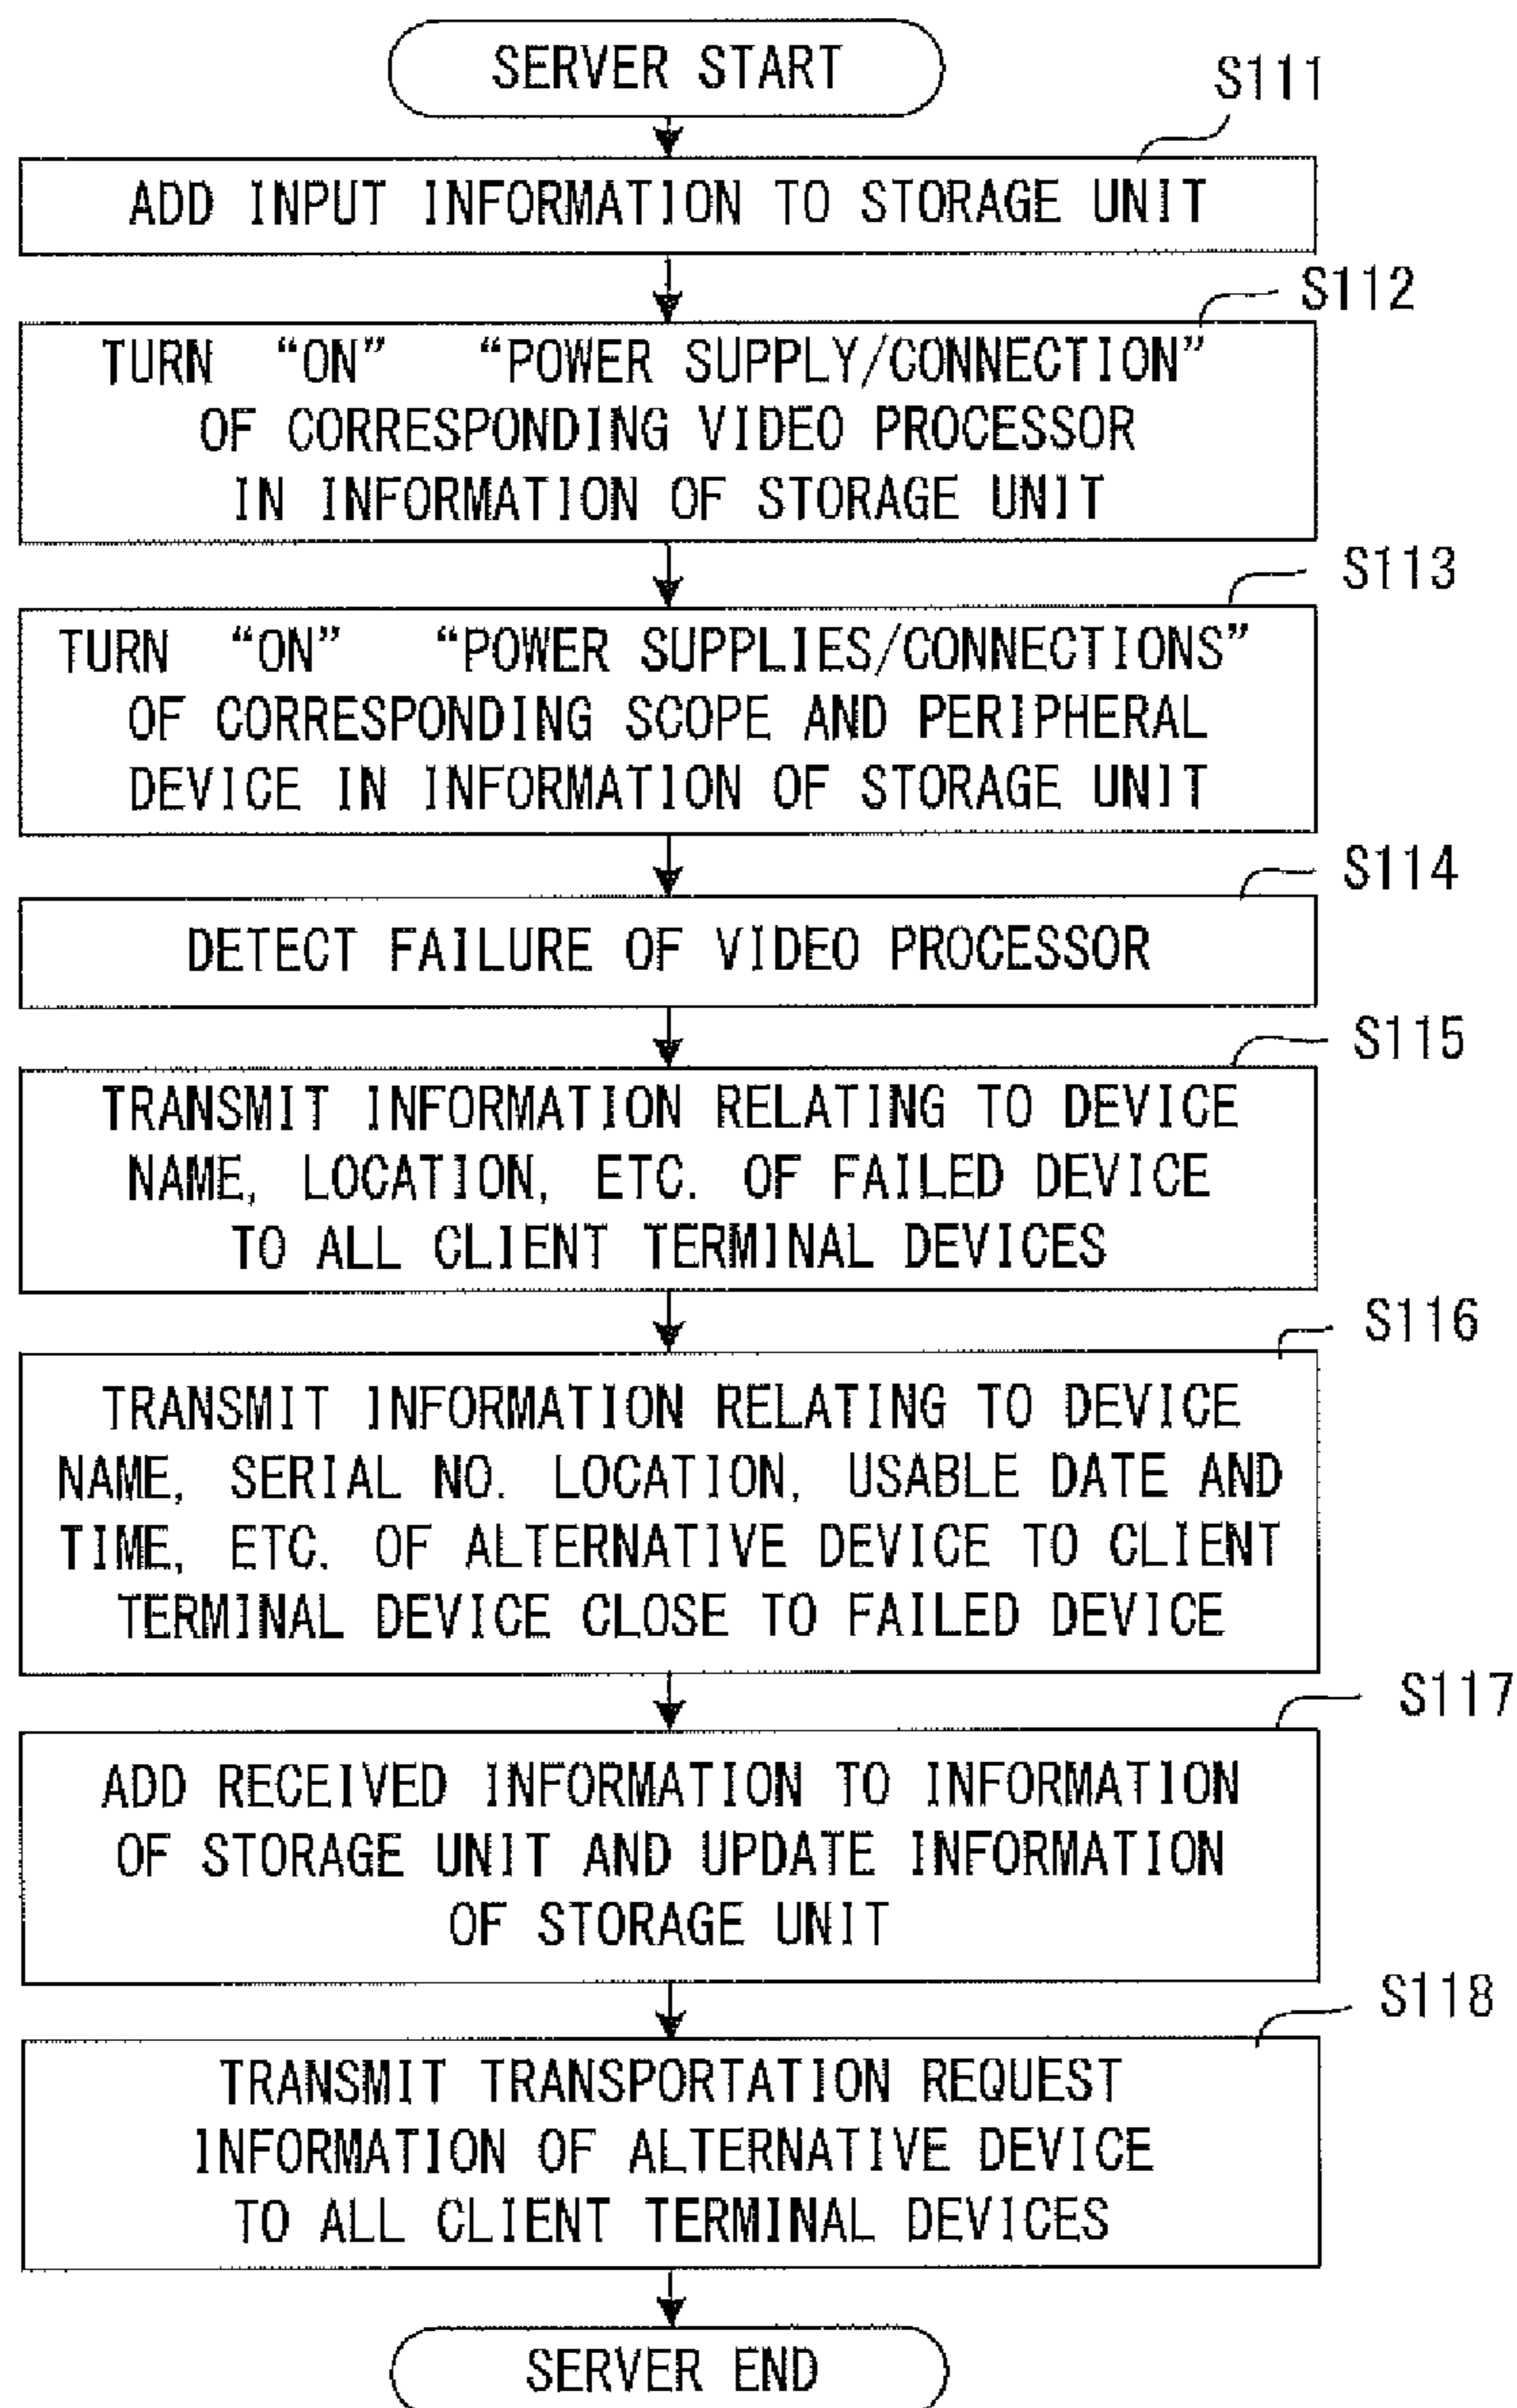 SERVER START
S111
ADD INPUT INFORMATION TO STORAGE UNIT
S112
TURN “ON” “POWER SUPPLY/CONNECTION”
OF CORRESPONDING VIDEO PROCESSOR
IN INFORMATION OF STORAGE UNIT
S113
TURN “ON” “POWER SUPPLIES/CONNECTIONS”
OF CORRESPONDING SCOPE AND PERIPHERAL
DEVICE IN INFORMATION OF STORAGE UNIT
S114
DETECT FAILURE OF VIDEO PROCESSOR
S115
TRANSMIT INFORMATION RELATING TO DEVICE
NAME, LOCATION, ETC. OF FAILED DEVICE
TO ALL CLIENT TERMINAL DEVICES
S116
TRANSMIT INFORMATION RELATING TO DEVICE
NAME, SERIAL NO. LOCATION, USABLE DATE AND
TIME, ETC. OF ALTERNATIVE DEVICE TO CLIENT
TERMINAL DEVICE CLOSE TO FAILED DEVICE
S117
ADD RECEIVED INFORMATION TO INFORMATION
OF STORAGE UNIT AND UPDATE INFORMATION
OF STORAGE UNIT
S118
TRANSMIT TRANSPORTATION REQUEST
INFORMATION OF ALTERNATIVE DEVICE
TO ALL CLIENT TERMINAL DEVICES
SERVER END